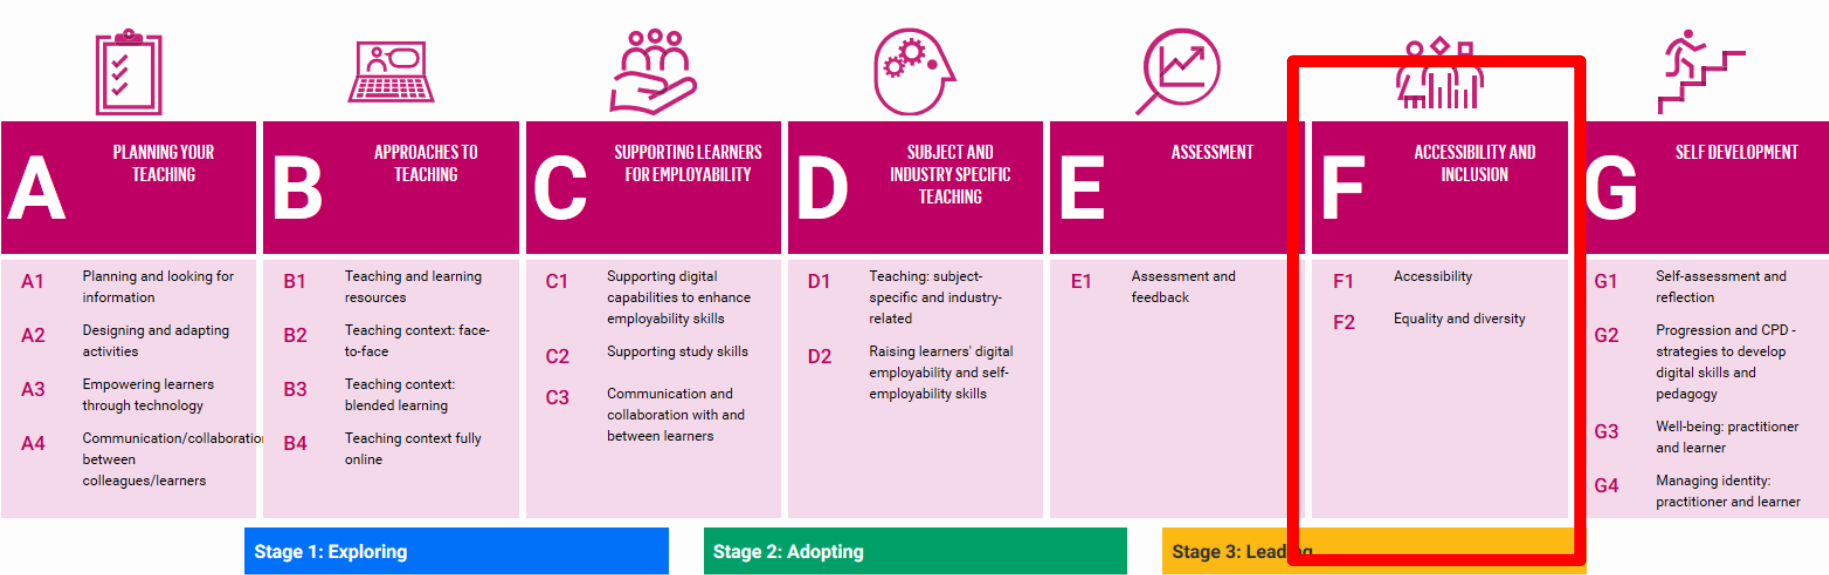 A
PLANNING YOUR
TEACHING
A1
Planning and looking for
information
A2
Designing and adapting
activities
A3
Empowering learners
through technology
A4
Communication/collaboratio
between
colleagues/learners
B
APPROACHES TO
TEACHING
B1
Teaching and learning
resources
B2
Teaching context: face-
to-face
B3
Teaching context:
blended learning
B4
Teaching context fully
online
C
SUPPORTING LEARNERS
FOR EMPLOYABILITY
C1
Supporting digital
capabilities to enhance
employability skills
C2
Supporting study skills
C3
Communication and
collaboration with and
between learners
D
SUBJECT AND
INDUSTRY SPECIFIC
TEACHING
D1
Teaching: subject-
specific and industry-
related
D2
Raising learners' digital
employability and self-
employability skills
E
ASSESSMENT
E1
Assessment and
feedback
F
ACCESSIBILITY AND
INCLUSION
F1
Accessibility
F2
Equality and diversity
G
SELF DEVELOPMENT
G1
Self-assessment and
reflection
G2
Progression and CPD -
strategies to develop
digital skills and
pedagogy
G3
Well-being: practitioner
and learner
G4
Managing identity:
practitioner and learner
Stage 1: Exploring
Stage 2: Adopting
Stage 3: Leading